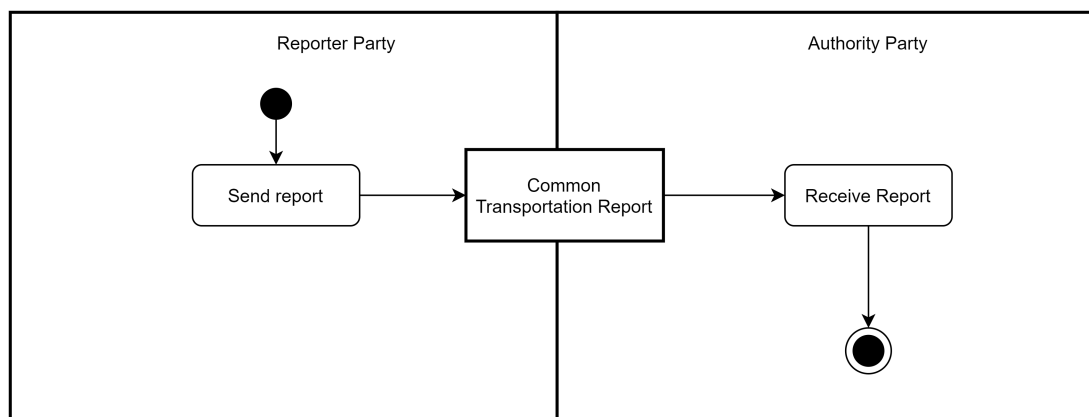 Reporter Party
Authority Party
Send report
Common
Transportation Report
Receive Report